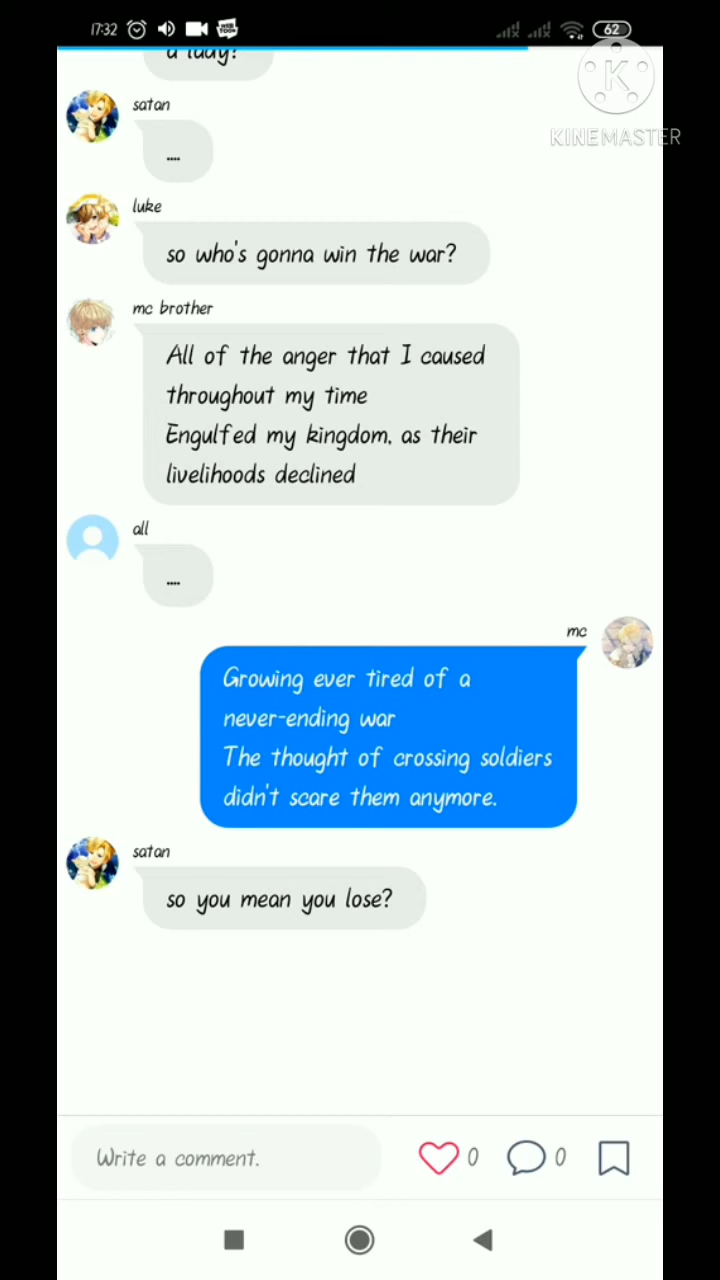 17:32
WEB TOON
62
K
KINEMASTER
a lady?
satan
....
luke
so who's gonna win the war?
mc brother
All of the anger that I caused
throughout my time
Engulfed my kingdom, as their
livelihoods declined
all
....
mc
Growing ever tired of a
never-ending war
The thought of crossing soldiers
didn't scare them anymore.
satan
so you mean you lose?
Write a comment.
0
0